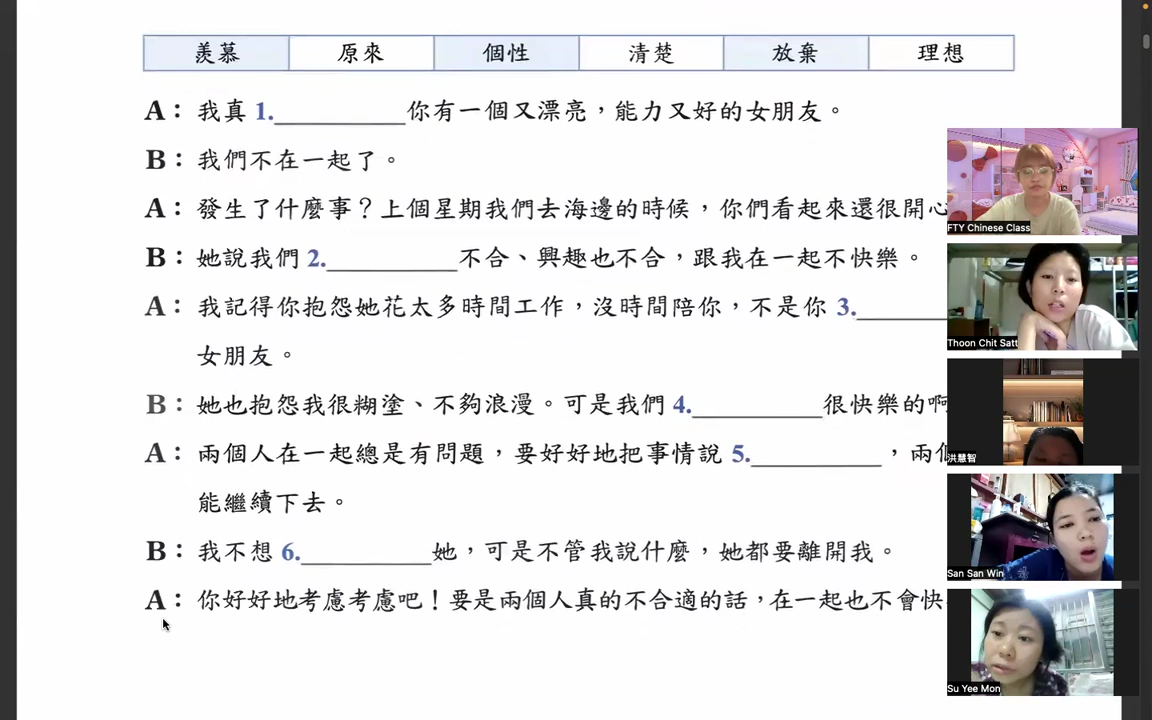 羨慕 原來 個性 清楚 放棄 理想
A：我真 1.__________你有一個又漂亮，能力又好的女朋友。
B：我們不在一起了。
A：發生了什麼事？上個星期我們去海邊的時候，你們看起來還很開心
B：她說我們 2.__________不合、興趣也不合，跟我在一起不快樂。
A：我記得你抱怨她花太多時間工作，沒時間陪你，不是你 3._______
女朋友。
B：她也抱怨我很糊塗、不夠浪漫。可是我們 4.__________很快樂的啊
A：兩個人在一起總是有問題，要好好地把事情說 5.__________，兩個
能繼續下去。
B：我不想 6.__________她，可是不管我說什麼，她都要離開我。
A：你好好地考慮考慮吧！要是兩個人真的不合適的話，在一起也不會快
FTY Chinese Class
Thoon Chit Satt
洪慧智
San San Win
Su Yee Mon